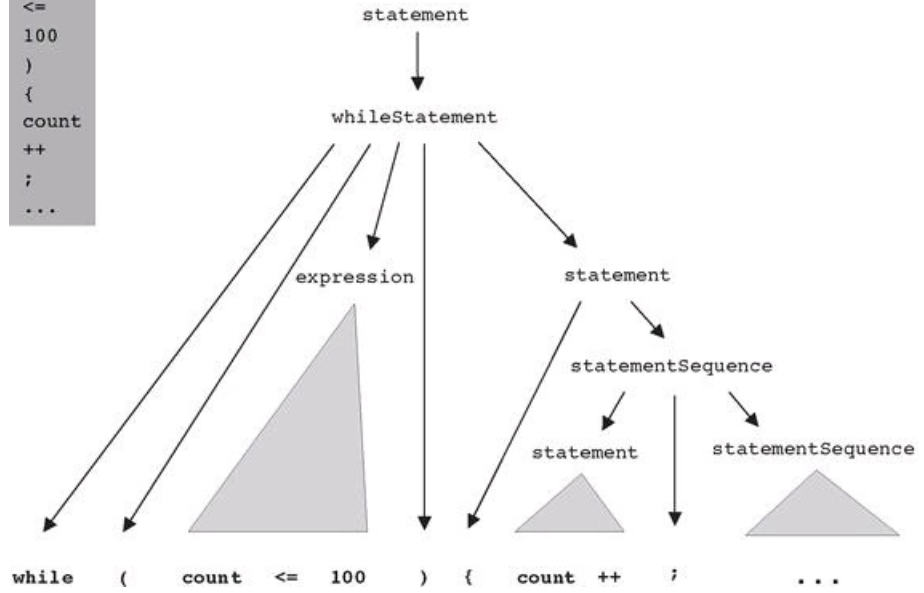 <=
100
)
{
count
++
;
...
statement
whileStatement
expression
statement
statementSequence
statement
statementSequence
while ( count <= 100 ) { count ++ ; ...